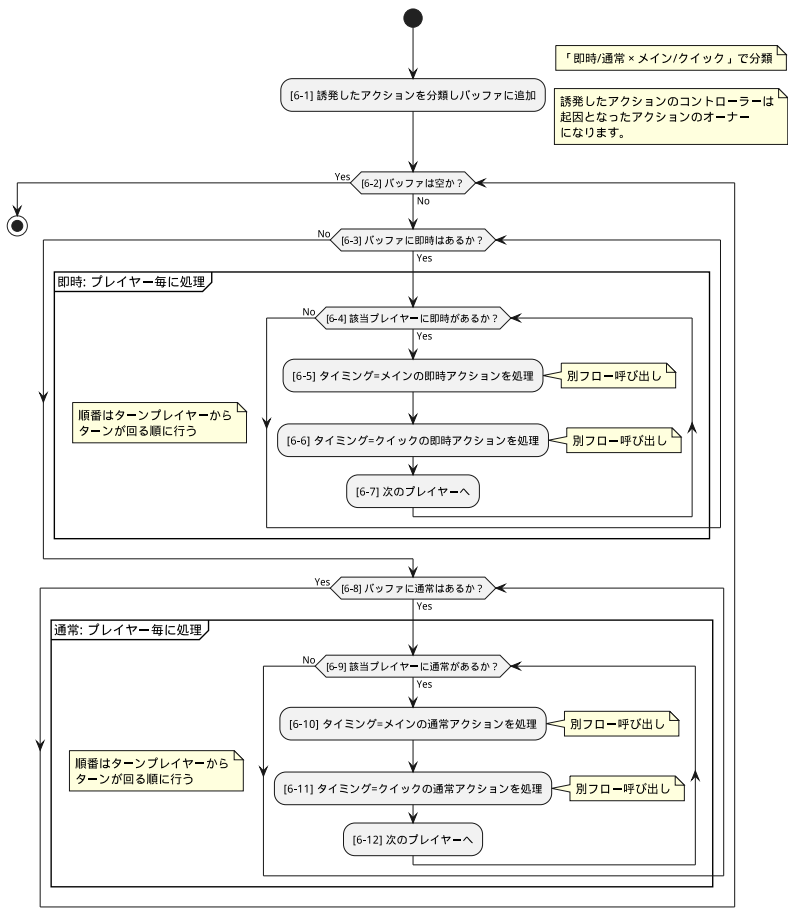 「即時/通常 × メイン/クイック」で分類
[6-1] 誘発したアクションを分類しバッファに追加
誘発したアクションのコントローラーは
起因となったアクションのオーナー
になります。
Yes
[6-2] バッファは空か？
No
No
[6-3] バッファに即時はあるか？
Yes
即時: プレイヤー毎に処理
No
[6-4] 該当プレイヤーに即時があるか？
Yes
[6-5] タイミング=メインの即時アクションを処理
別フロー呼び出し
順番はターンプレイヤーから
ターンが回る順に行う
[6-6] タイミング=クイックの即時アクションを処理
別フロー呼び出し
[6-7] 次のプレイヤーへ
Yes
[6-8] バッファに通常はあるか？
Yes
通常: プレイヤー毎に処理
No
[6-9] 該当プレイヤーに通常があるか？
Yes
[6-10] タイミング=メインの通常アクションを処理
別フロー呼び出し
順番はターンプレイヤーから
ターンが回る順に行う
[6-11] タイミング=クイックの通常アクションを処理
別フロー呼び出し
[6-12] 次のプレイヤーへ